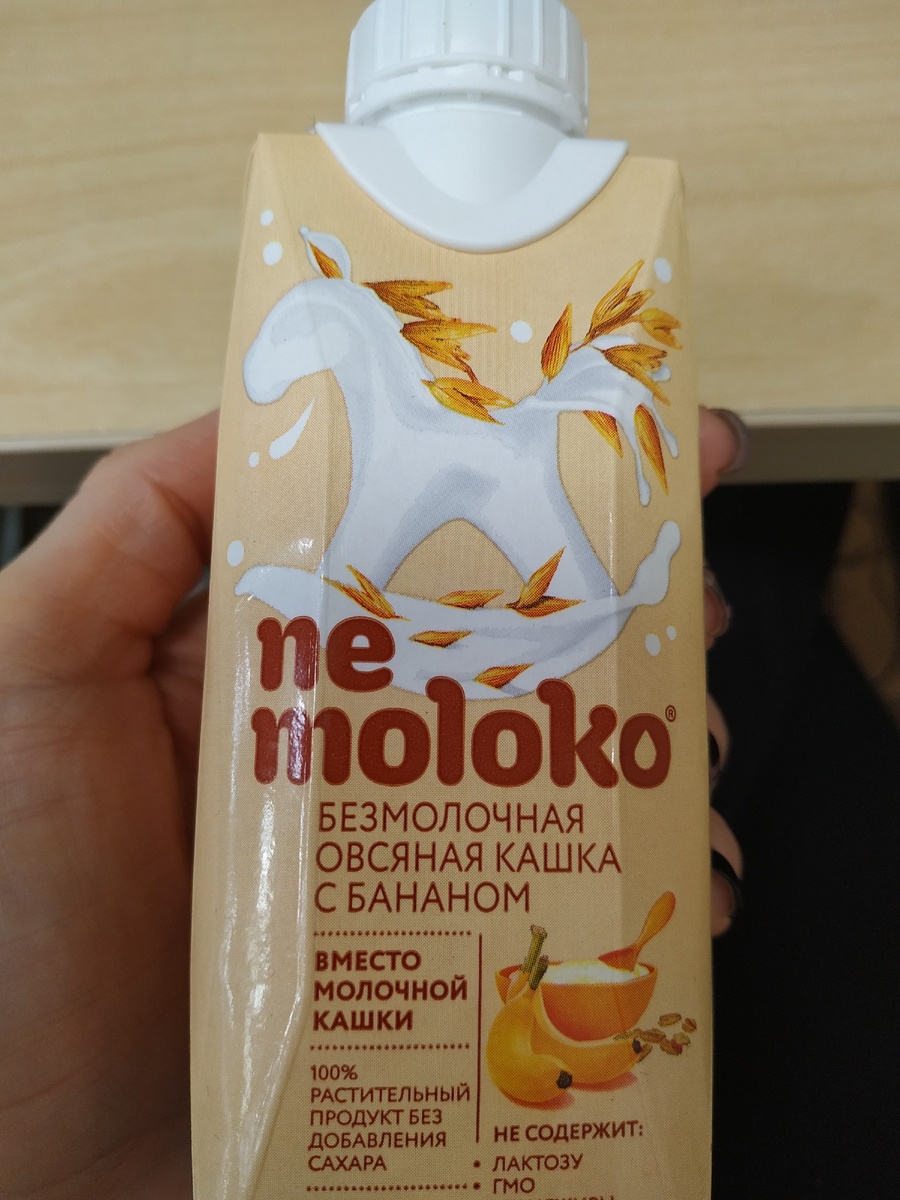 ne
moloko®
БЕЗМОЛОЧНАЯ
ОВСЯНАЯ КАШКА
С БАНАНОМ
ВМЕСТО
МОЛОЧНОЙ
КАШКИ
100%
РАСТИТЕЛЬНЫЙ
ПРОДУКТ БЕЗ
ДОБАВЛЕНИЯ
САХАРА
НЕ СОДЕРЖИТ:
• ЛАКТОЗУ
• ГМО